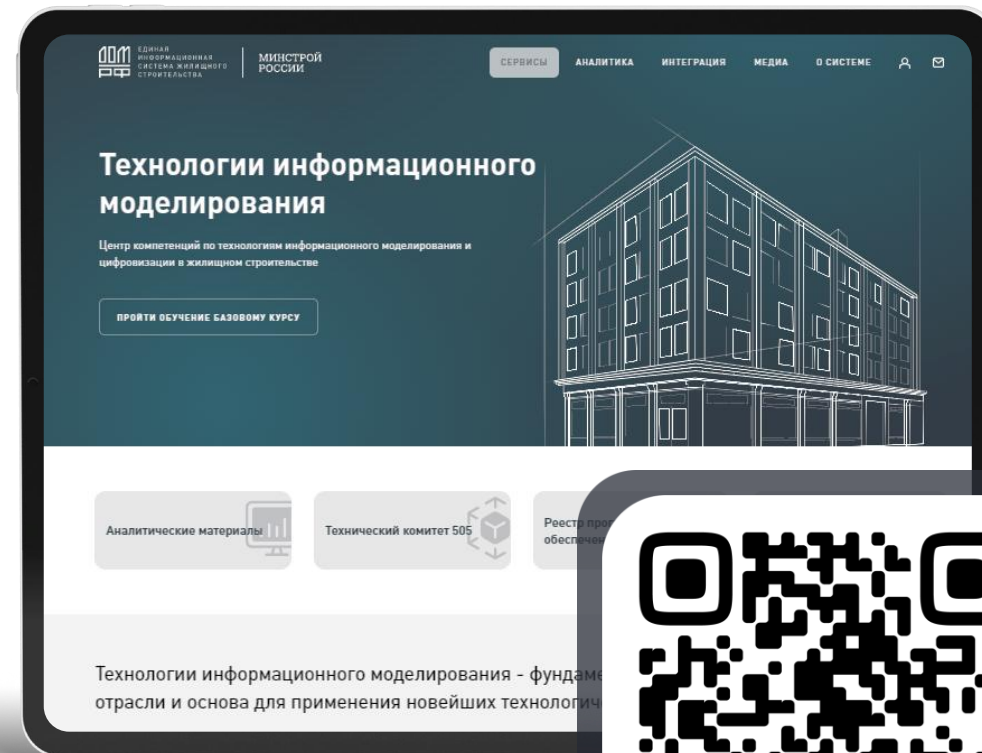 ДОМ
РФ
ЕДИНАЯ
ИНФОРМАЦИОННАЯ
СИСТЕМА ЖИЛИЩНОГО
СТРОИТЕЛЬСТВА
МИНСТРОЙ
РОССИИ
СЕРВИСЫ АНАЛИТИКА ИНТЕГРАЦИЯ МЕДИА О СИСТЕМЕ
Технологии информационного
моделирования
Центр компетенций по технологиям информационного моделирования и
цифровизации в жилищном строительстве
ПРОЙТИ ОБУЧЕНИЕ БАЗОВОМУ КУРСУ
Аналитические материалы
Технический комитет 505
Реестр
Технологии информационного моделирования -
отрасли и основа для применения новейших